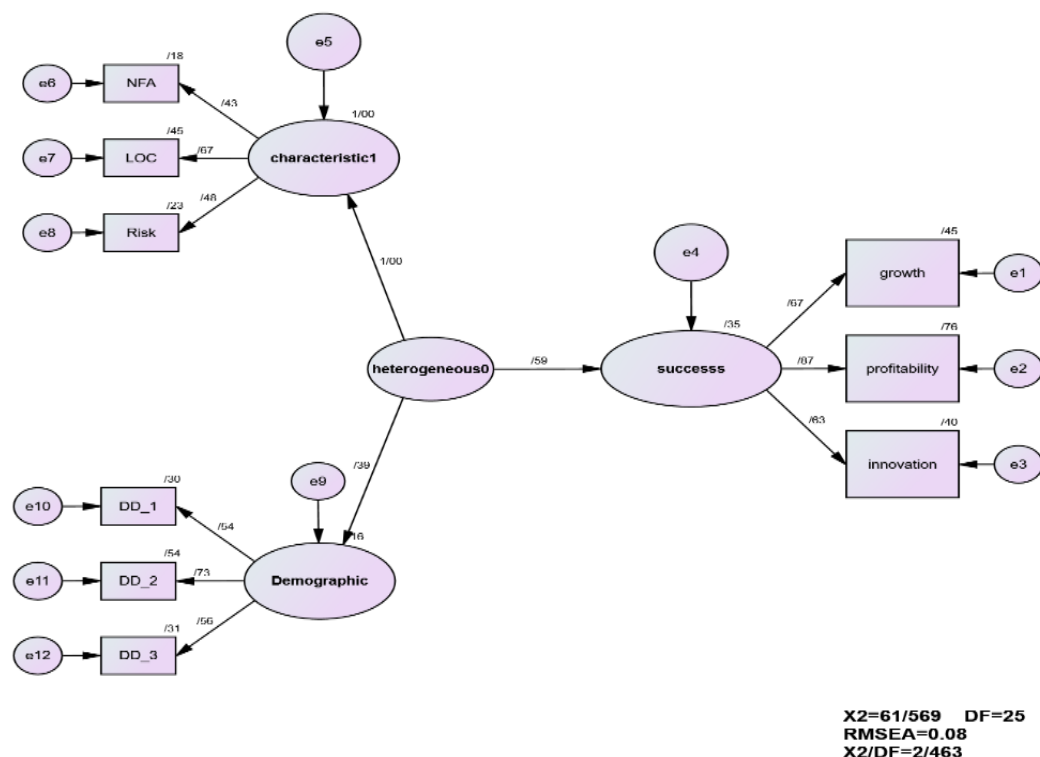 e5
/18
e6
NFA
/43
1/00
/45
e7
LOC
/67
characteristic1
/48
/23
e8
Risk
1/00
e4
/45
growth
e1
/67
/35
/76
heterogeneous0
/59
successs
/87
profitability
e2
/63
/40
innovation
e3
/39
e9
/30
e10
DD_1
/54
16
/54
e11
DD_2
/73
Demographic
/56
/31
e12
DD_3
X2=61/569 DF=25
RMSEA=0.08
X2/DF=2/463